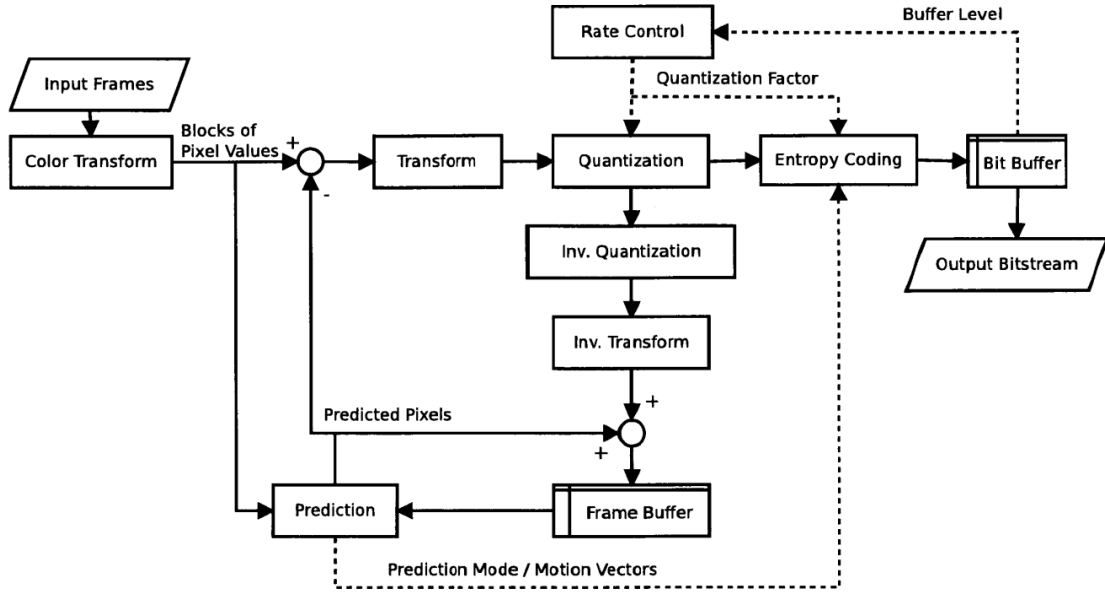 Rate Control
Buffer Level
Input Frames
Quantization Factor
Blocks of
Pixel Values
+
Color Transform
Transform
Quantization
Entropy Coding
Bit Buffer
-
Inv. Quantization
Output Bitstream
Inv. Transform
+
Predicted Pixels
+
Prediction
Frame Buffer
Prediction Mode / Motion Vectors